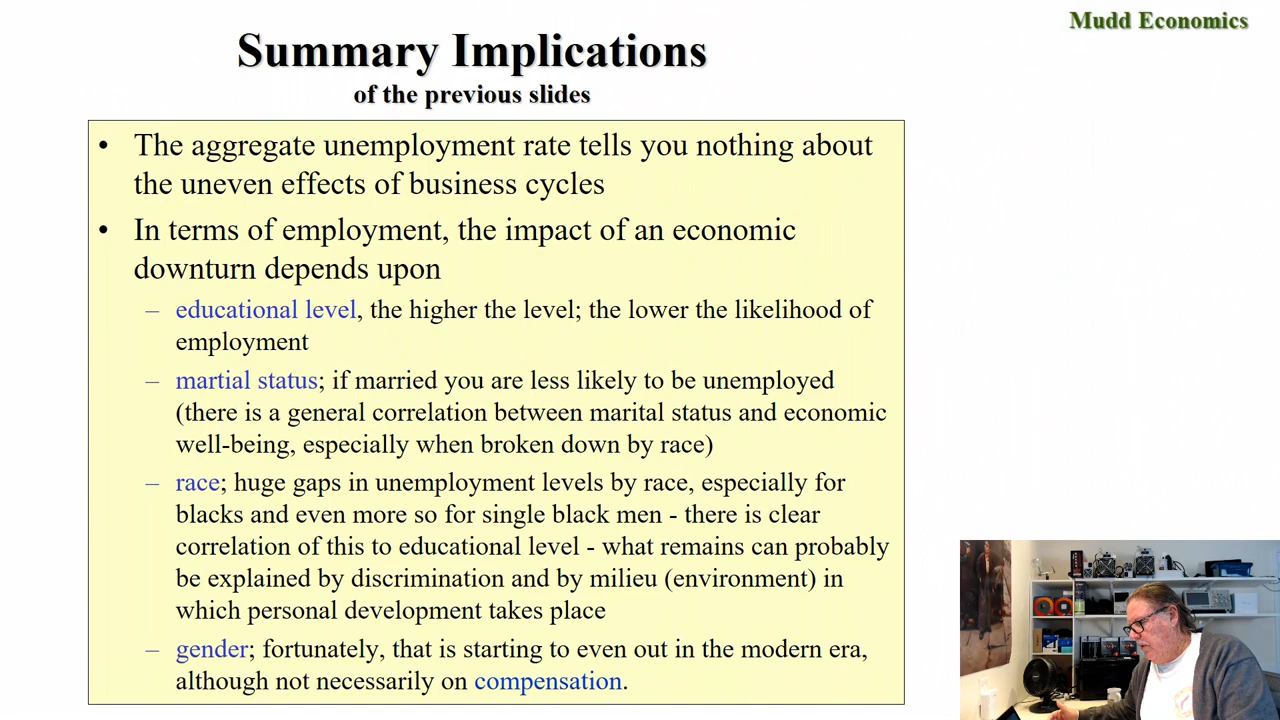 Mudd Economics
Summary Implications
of the previous slides
• The aggregate unemployment rate tells you nothing about
the uneven effects of business cycles
• In terms of employment, the impact of an economic
downturn depends upon
– educational level, the higher the level; the lower the likelihood of
employment
– martial status; if married you are less likely to be unemployed
(there is a general correlation between marital status and economic
well-being, especially when broken down by race)
– race; huge gaps in unemployment levels by race, especially for
blacks and even more so for single black men - there is clear
correlation of this to educational level - what remains can probably
be explained by discrimination and by milieu (environment) in
which personal development takes place
– gender; fortunately, that is starting to even out in the modern era,
although not necessarily on compensation.